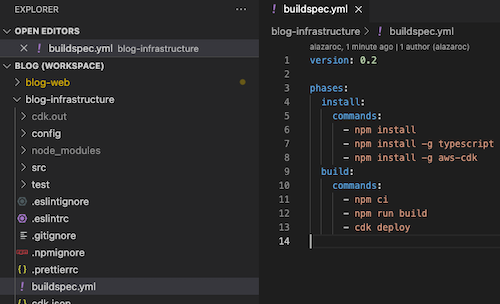 EXPLORER
OPEN EDITORS
buildspec.yml blog-infrastructure
BLOG (WORKSPACE)
blog-web
blog-infrastructure
cdk.out
config
node_modules
src
test
.eslintignore
.eslintrc
.gitignore
.npmignore
.prettierrc
buildspec.yml
cdk.json
buildspec.yml
blog-infrastructure > buildspec.yml
alazaroc, 1 minute ago | 1 author (alazaroc)
1 version: 0.2
2
3 phases:
4 install:
5 commands:
6 - npm install
7 - npm install -g typescript
8 - npm install -g aws-cdk
9 build:
10 commands:
11 - npm ci
12 - npm run build
13 - cdk deploy
14